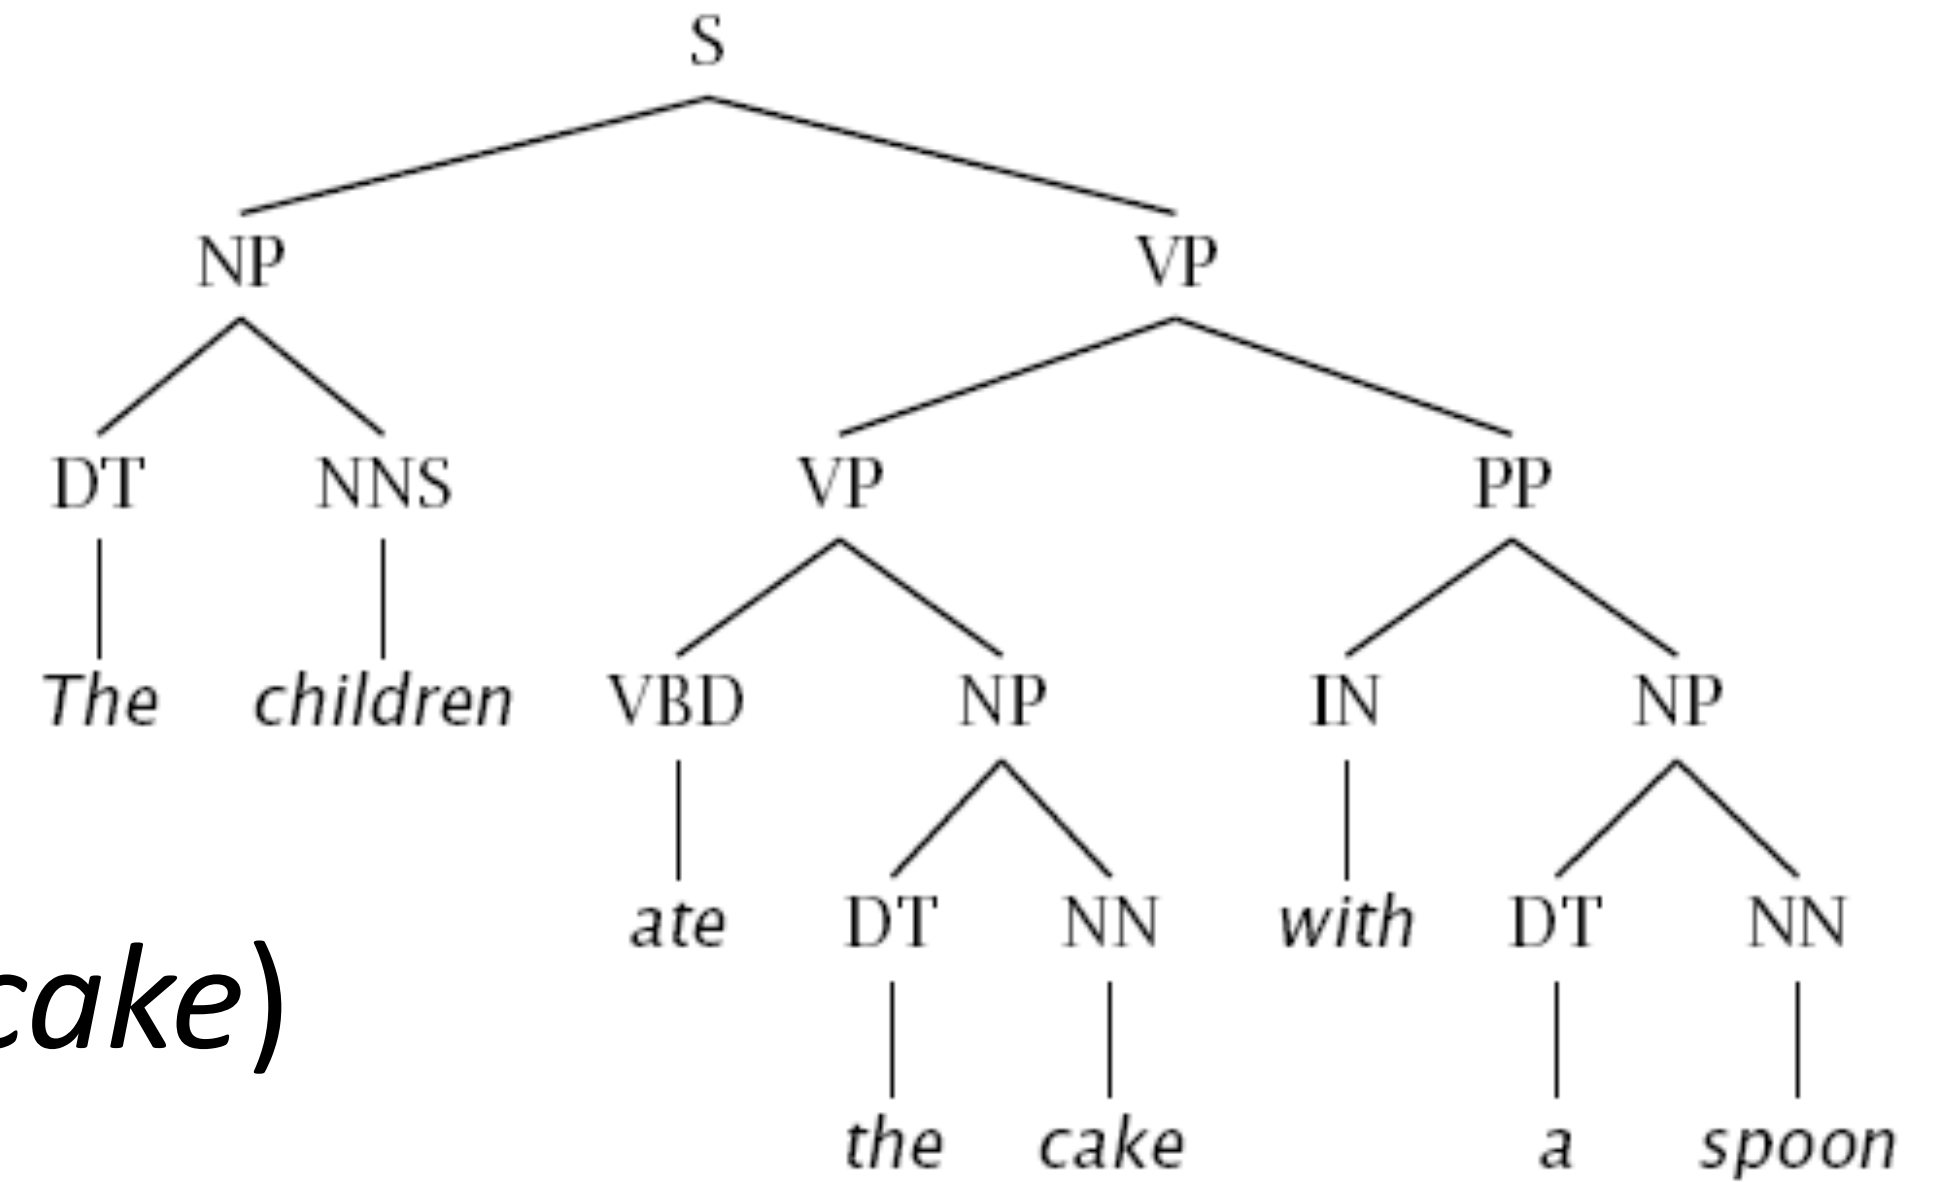 S
NP VP
DT NNS VP PP
The children VBD NP IN NP
ate DT NN with DT NN
cake)
the cake a spoon